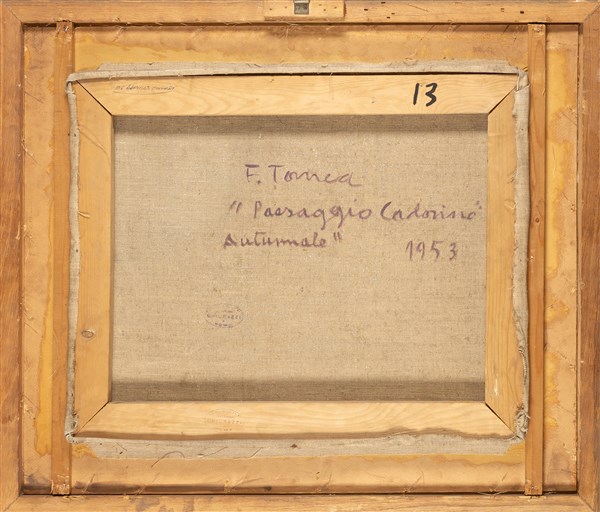 13
F. Tomea
"Paesaggio Cadorino
Autunnale" 1953